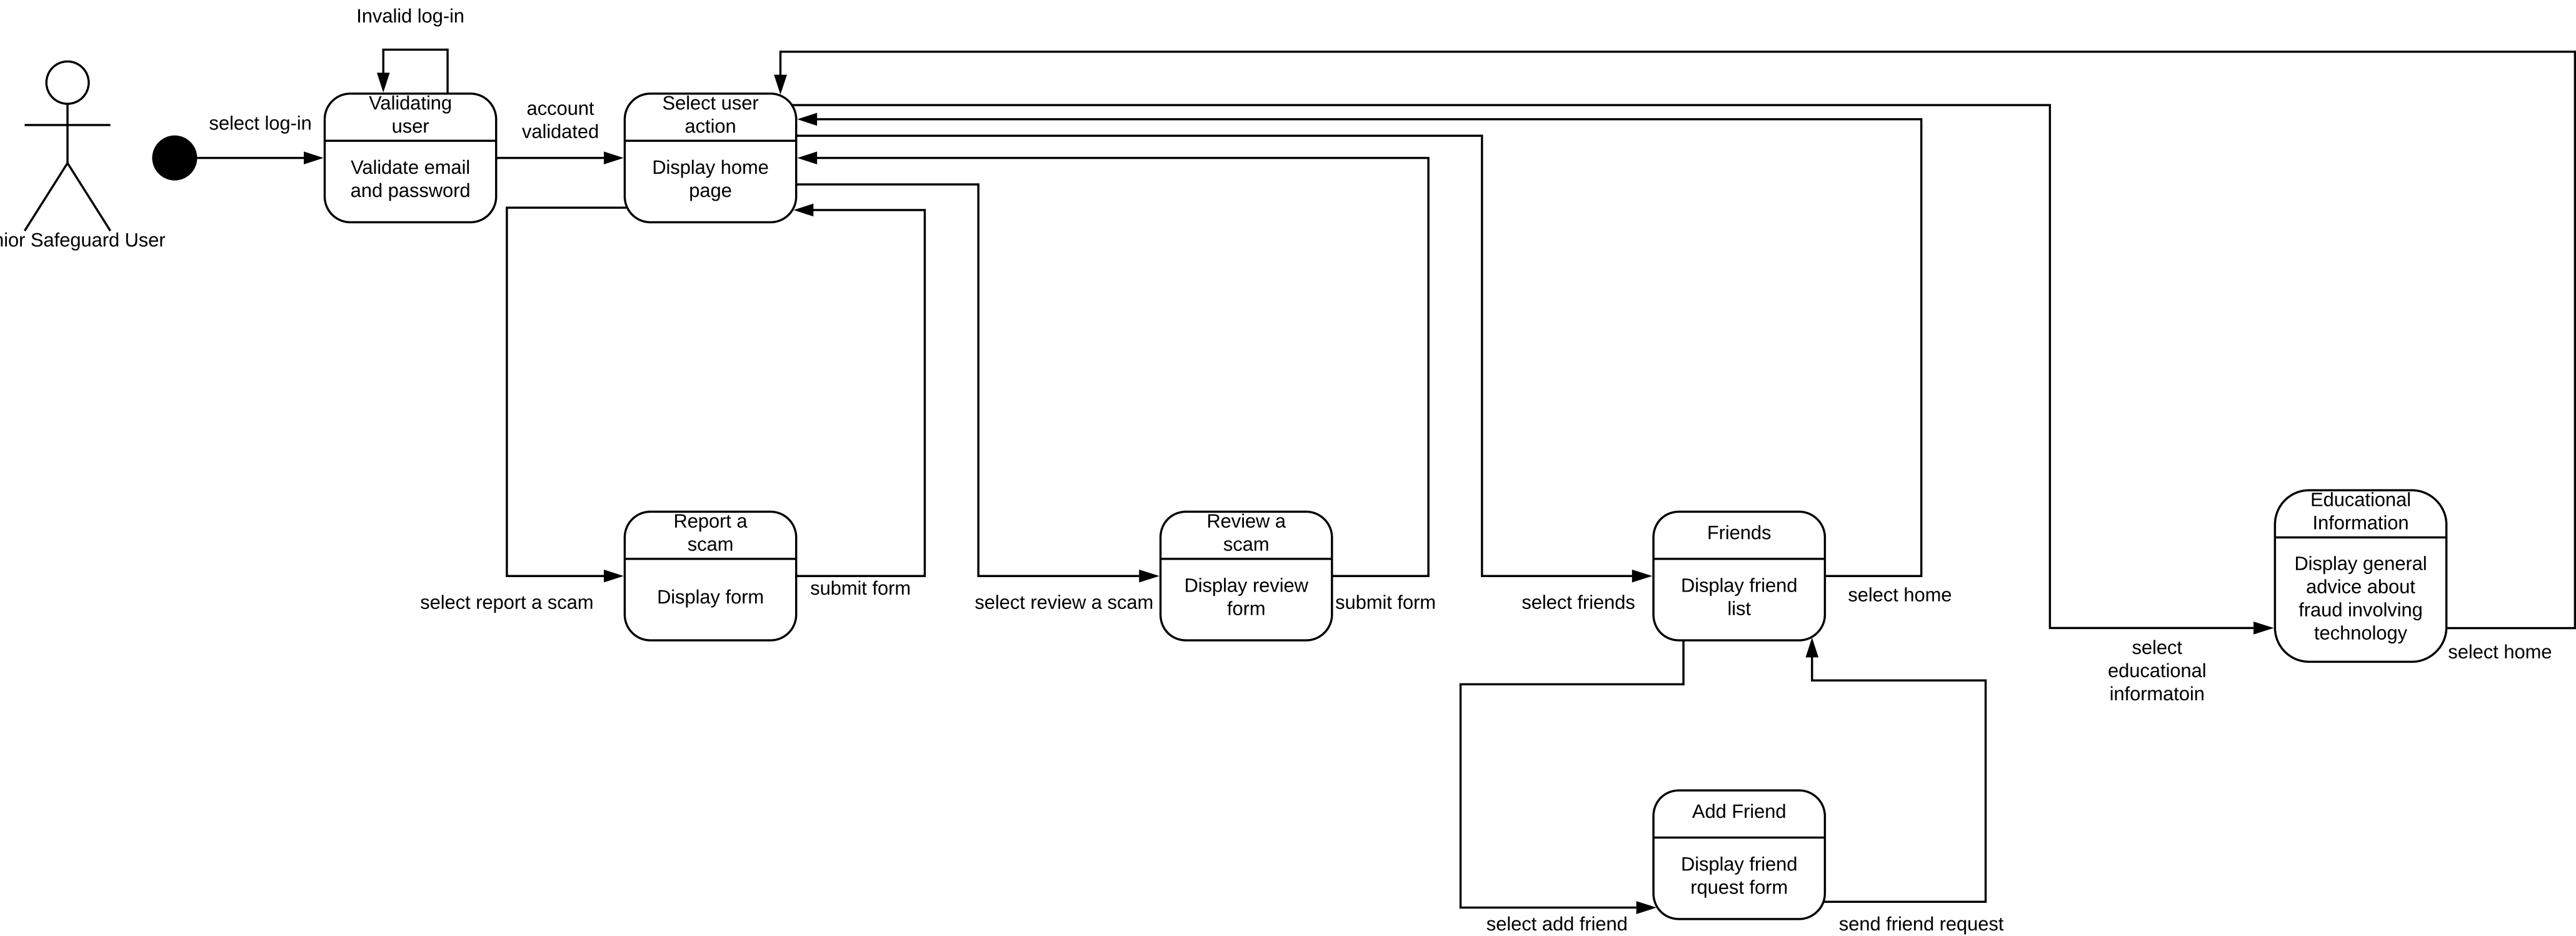 Invalid log-in
select log-in
Validating
user
Validate email
and password
account
validated
Select user
action
Display home
page
nior Safeguard User
select report a scam
Report a
scam
Display form
submit form
select review a scam
Review a
scam
Display review
form
submit form
select friends
Friends
Display friend
list
select home
select
educational
informatoin
Educational
Information
Display general
advice about
fraud involving
technology
select home
select add friend
Add Friend
Display friend
rquest form
send friend request